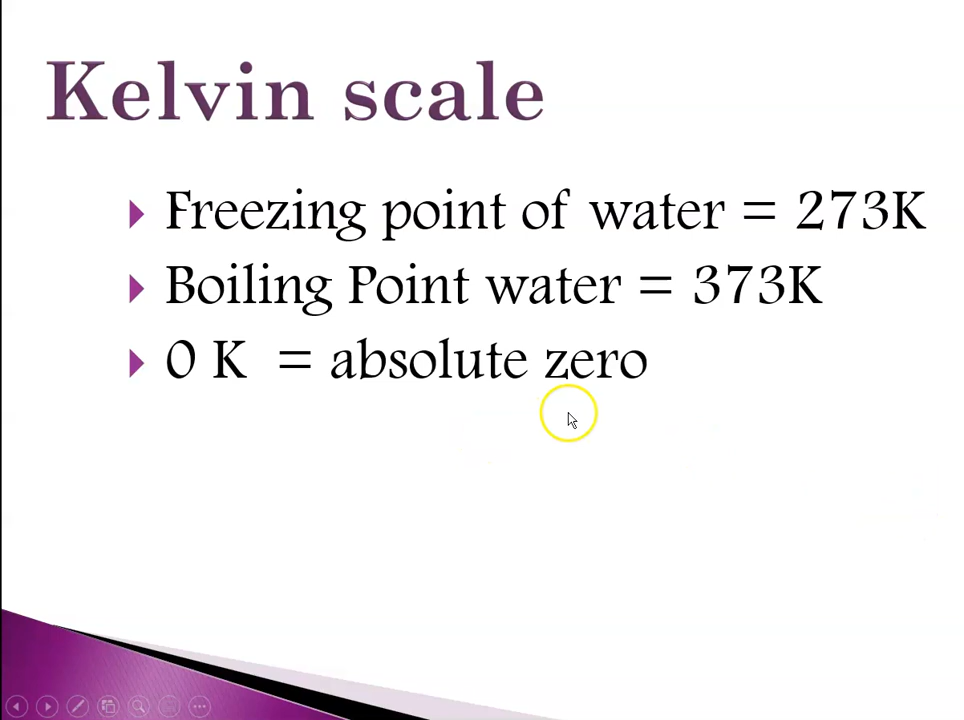 Kelvin scale
Freezing point of water = 273K
Boiling Point water = 373K
0 K = absolute zero